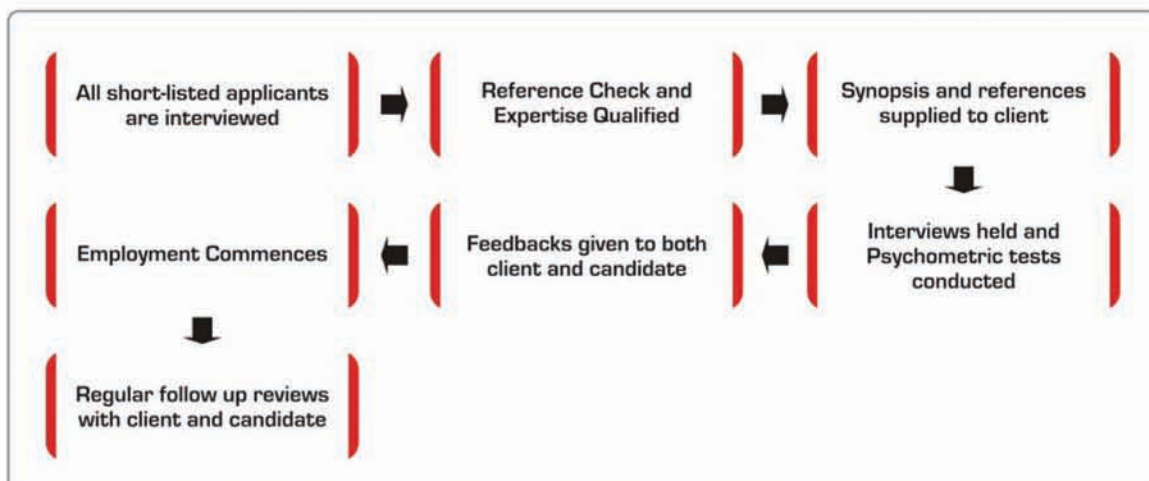 All short-listed applicants
are interviewed
Reference Check and
Expertise Qualified
Synopsis and references
supplied to client
Interviews held and
Psychometric tests
conducted
Feedbacks given to both
client and candidate
Employment Commences
Regular follow up reviews
with client and candidate